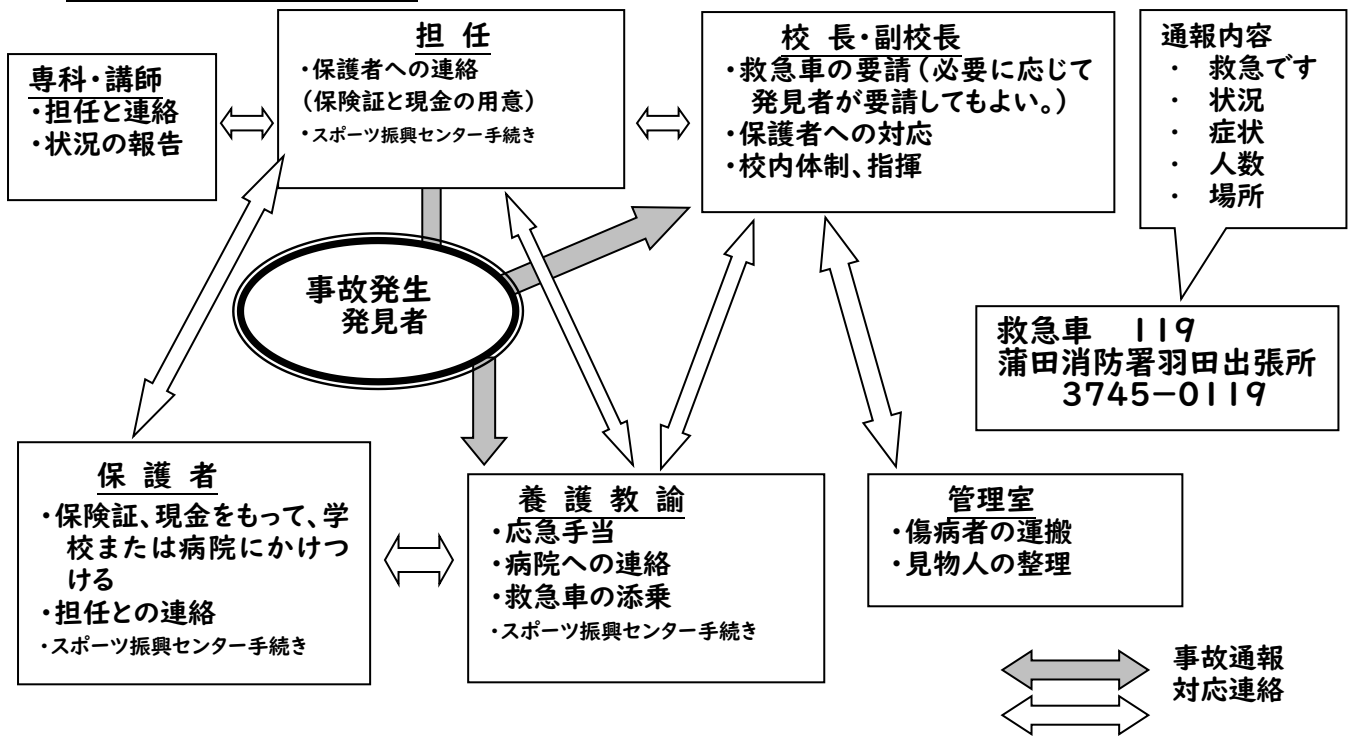 専科・講師
・担任と連絡
・状況の報告
担 任
・保護者への連絡
（保険証と現金の用意）
・スポーツ振興センター手続き
校 長・副校長
・救急車の要請（必要に応じて
発見者が要請してもよい。）
・保護者への対応
・校内体制、指揮
通報内容
・ 救急です
・ 状況
・ 症状
・ 人数
・ 場所
事故発生
発見者
救急車 119
蒲田消防署羽田出張所
3745－0119
保 護 者
・保険証、現金をもって、学
校または病院にかけつ
ける
・担任との連絡
・スポーツ振興センター手続き
養 護 教 諭
・応急手当
・病院への連絡
・救急車の添乗
・スポーツ振興センター手続き
管理室
・傷病者の運搬
・見物人の整理
事故通報
対応連絡